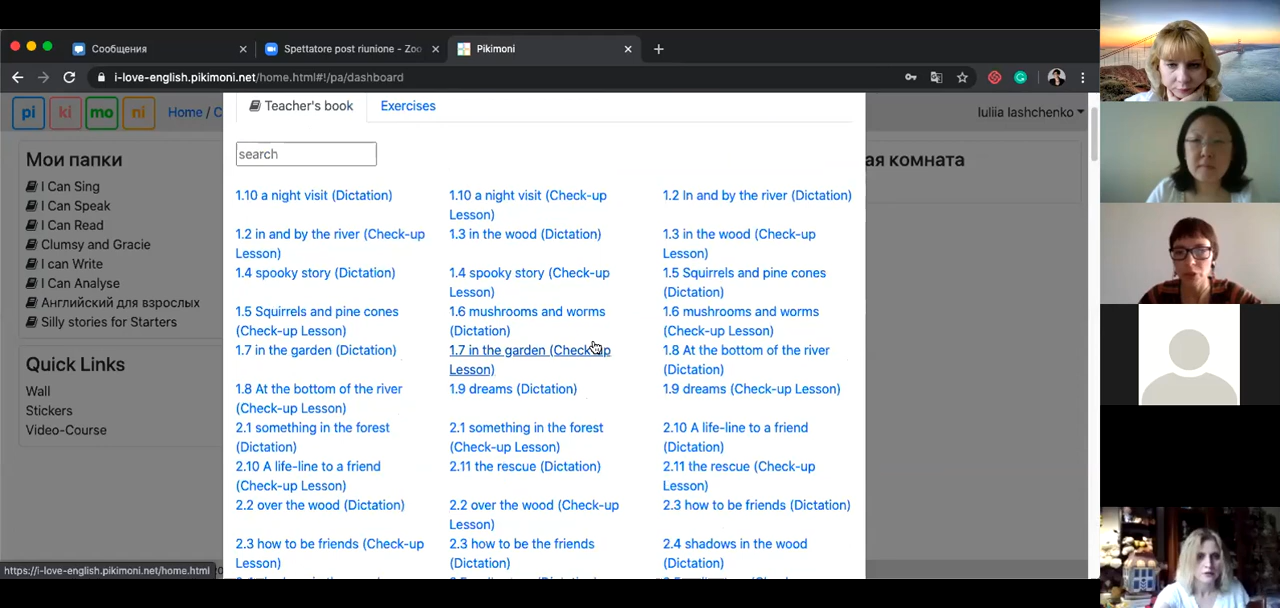 Сообщения
Spettatore post riunione - Zoo
Pikimoni
i-love-english.pikimoni.net/home.html#!/pa/dashboard
pi ki mo ni Home / C
Iuliia Iashchenko
Teacher's book Exercises
search
Мои папки
I Can Sing
I Can Speak
I Can Read
Clumsy and Gracie
I can Write
I Can Analyse
Английский для взрослых
Silly stories for Starters
Quick Links
Wall
Stickers
Video-Course
ая комната
1.10 a night visit (Dictation)
1.10 a night visit (Check-up
Lesson)
1.2 In and by the river (Dictation)
1.2 in and by the river (Check-up
Lesson)
1.3 in the wood (Dictation)
1.3 in the wood (Check-up
Lesson)
1.4 spooky story (Dictation)
1.4 spooky story (Check-up
Lesson)
1.5 Squirrels and pine cones
(Dictation)
1.5 Squirrels and pine cones
(Check-up Lesson)
1.6 mushrooms and worms
(Dictation)
1.6 mushrooms and worms
(Check-up Lesson)
1.7 in the garden (Dictation)
1.7 in the garden (Check-up
Lesson)
1.8 At the bottom of the river
(Dictation)
1.8 At the bottom of the river
(Check-up Lesson)
1.9 dreams (Dictation)
1.9 dreams (Check-up Lesson)
2.1 something in the forest
(Dictation)
2.1 something in the forest
(Check-up Lesson)
2.10 A life-line to a friend
(Dictation)
2.10 A life-line to a friend
(Check-up Lesson)
2.11 the rescue (Dictation)
2.11 the rescue (Check-up
Lesson)
2.2 over the wood (Dictation)
2.2 over the wood (Check-up
Lesson)
2.3 how to be friends (Dictation)
2.3 how to be friends (Check-up
Lesson)
2.3 how to be the friends
(Dictation)
2.4 shadows in the wood
(Dictation)
https://i-love-english.pikimoni.net/home.html